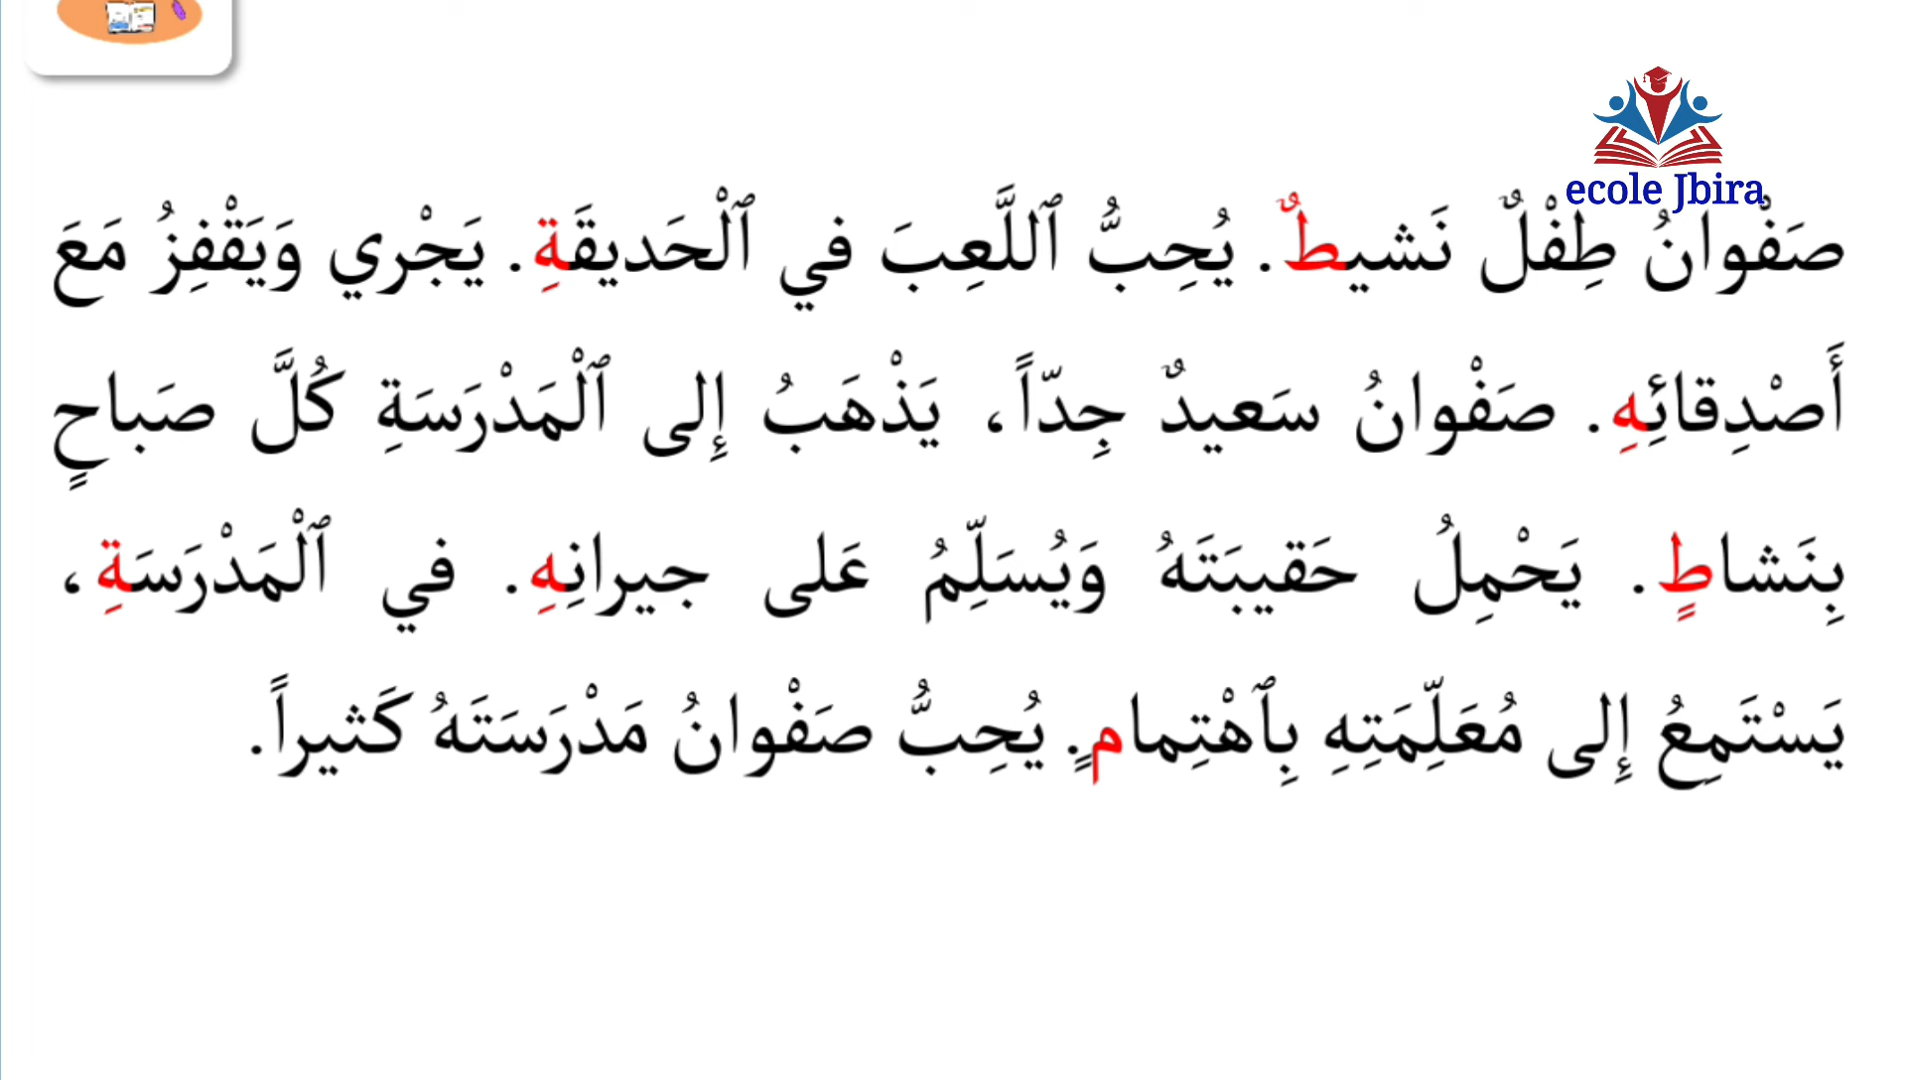 ecole Jbira
صَفْوانُ طِفْلٌ نَشيطٌ. يُحِبُّ ٱللَّعِبَ في ٱلْحَديقَةِ. يَجْري وَيَقْفِزُ مَعَ
أَصْدِقائِهِ. صَفْوانُ سَعيدٌ جِدّاً، يَذْهَبُ إِلى ٱلْمَدْرَسَةِ كُلَّ صَباحٍ
بِنَشاطٍ. يَحْمِلُ حَقيبَتَهُ وَيُسَلِّمُ عَلى جيرانِهِ. في ٱلْمَدْرَسَةِ،
يَسْتَمِعُ إِلى مُعَلِّمَتِهِ بِٱهْتِمامٍ. يُحِبُّ صَفْوانُ مَدْرَسَتَهُ كَثيراً.